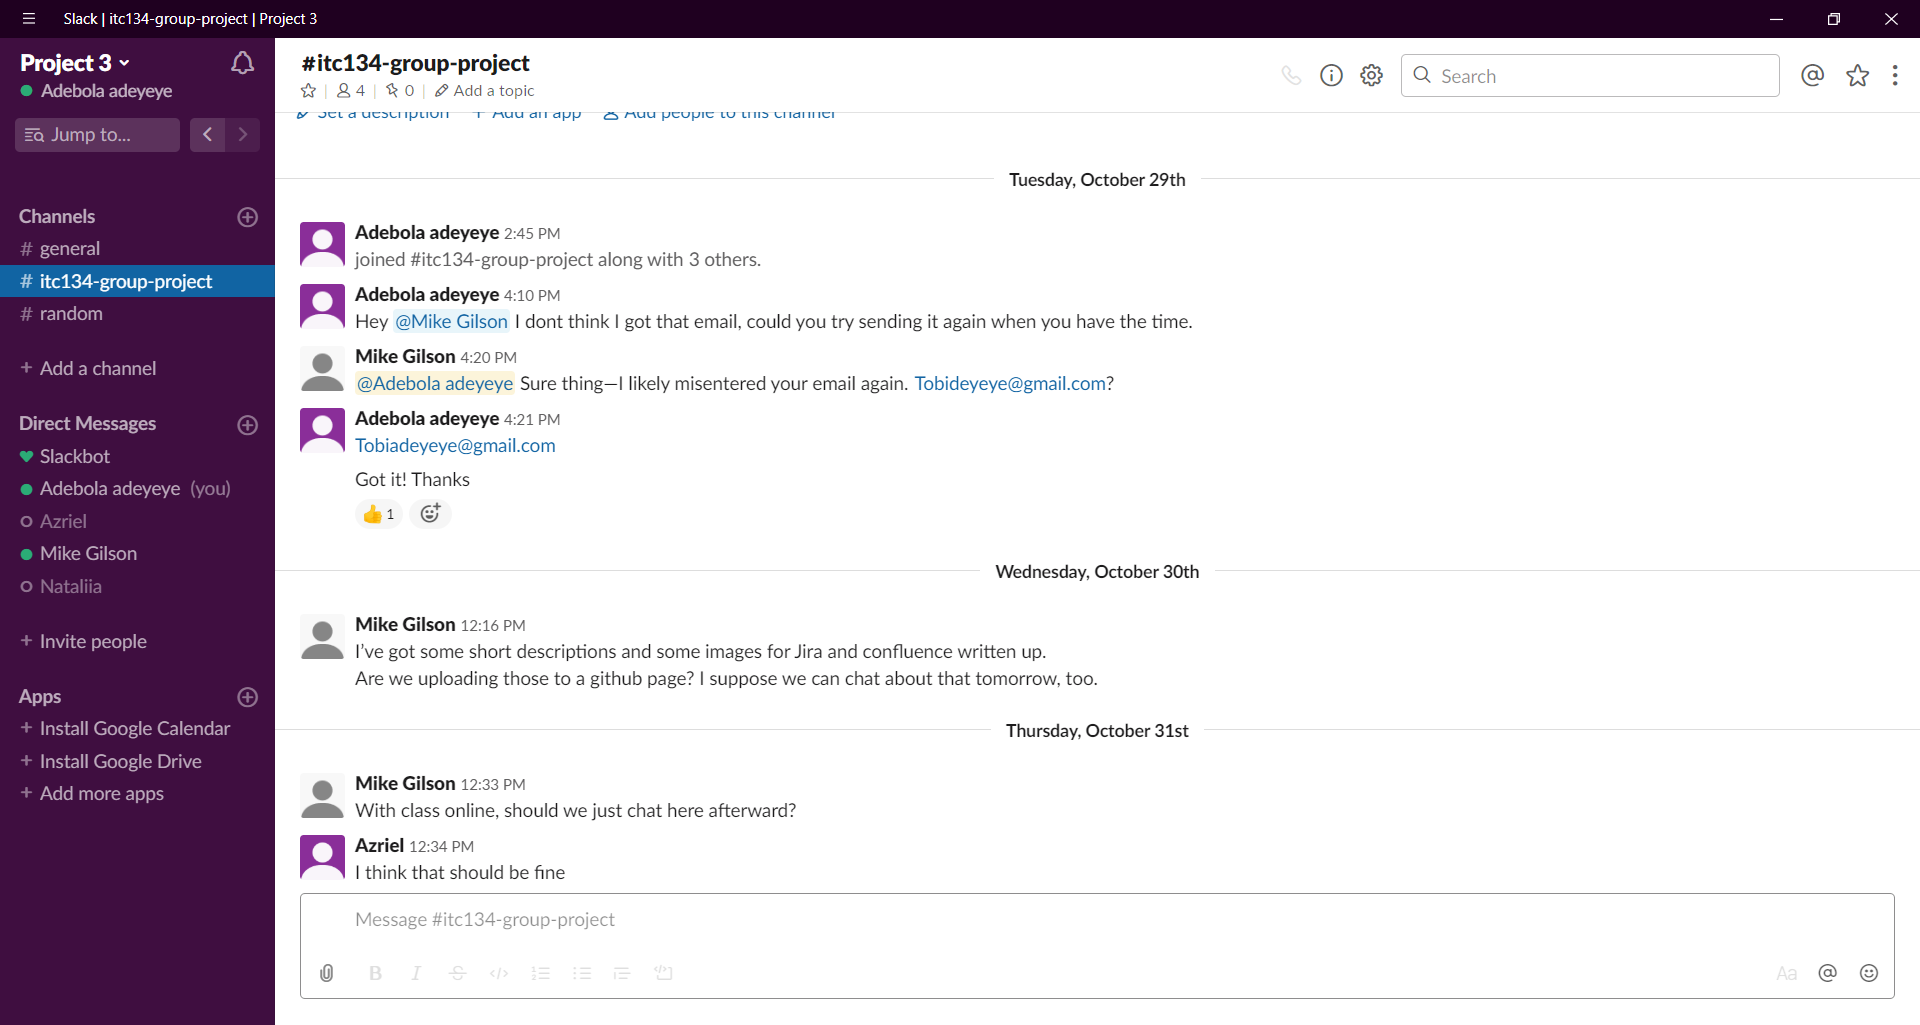 Slack | itc134-group-project | Project 3
Project 3
Adebola adeyeye
Jump to...
Channels
# general
# itc134-group-project
# random
+ Add a channel
Direct Messages
Slackbot
Adebola adeyeye (you)
Azriel
Mike Gilson
Nataliia
+ Invite people
Apps
+ Install Google Calendar
+ Install Google Drive
+ Add more apps
#itc134-group-project
4 | 0 | Add a topic
Search
Set a description + Add an app Add people to this channel
Tuesday, October 29th
Adebola adeyeye 2:45 PM
joined #itc134-group-project along with 3 others.
Adebola adeyeye 4:10 PM
Hey @Mike Gilson I dont think I got that email, could you try sending it again when you have the time.
Mike Gilson 4:20 PM
@Adebola adeyeye Sure thing—I likely misentered your email again. Tobideyeye@gmail.com?
Adebola adeyeye 4:21 PM
Tobiadeyeye@gmail.com
Got it! Thanks
👍 1
Wednesday, October 30th
Mike Gilson 12:16 PM
I've got some short descriptions and some images for Jira and confluence written up.
Are we uploading those to a github page? I suppose we can chat about that tomorrow, too.
Thursday, October 31st
Mike Gilson 12:33 PM
With class online, should we just chat here afterward?
Azriel 12:34 PM
I think that should be fine
Message #itc134-group-project
B I S </> Aa @